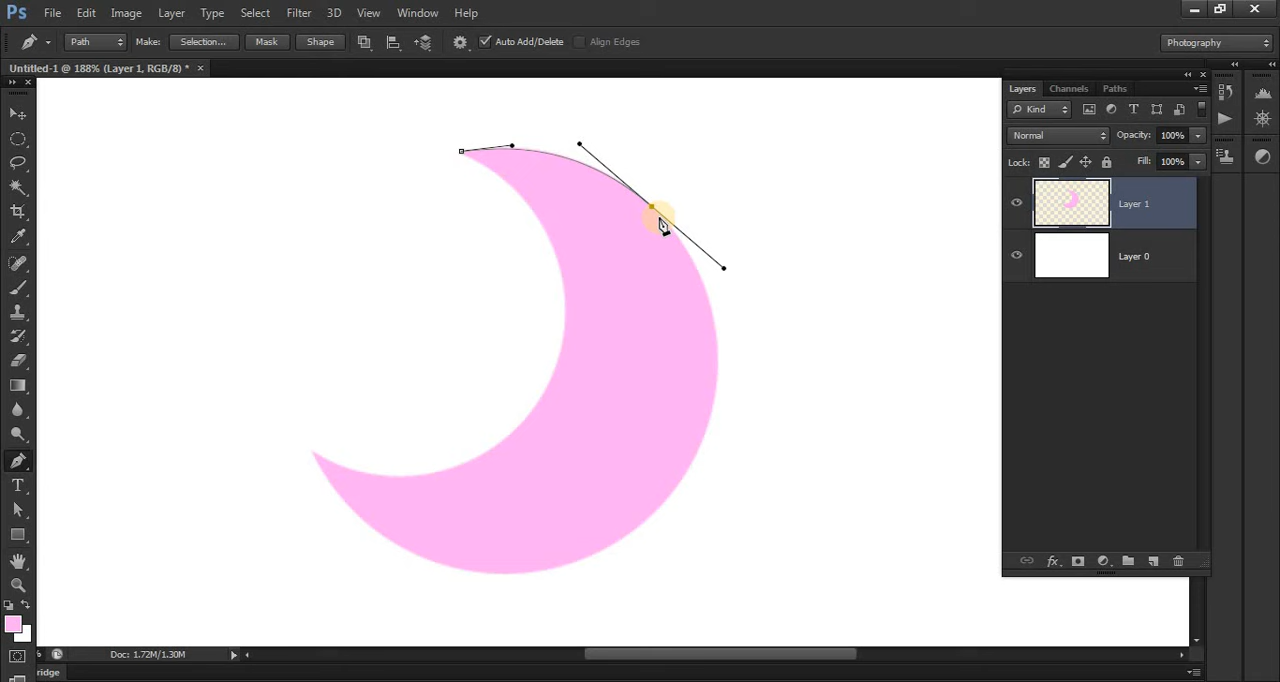 Ps File Edit Image Layer Type Select Filter 3D View Window Help
Path Make: Selection... Mask Shape Auto Add/Delete Align Edges Photography
Untitled-1 @ 188% (Layer 1, RGB/8) * ×
Layers Channels Paths
Kind
Normal Opacity: 100%
Lock: Fill: 100%
Layer 1
Layer 0
fx
T
% Doc: 1.72M/1.30M
ridge